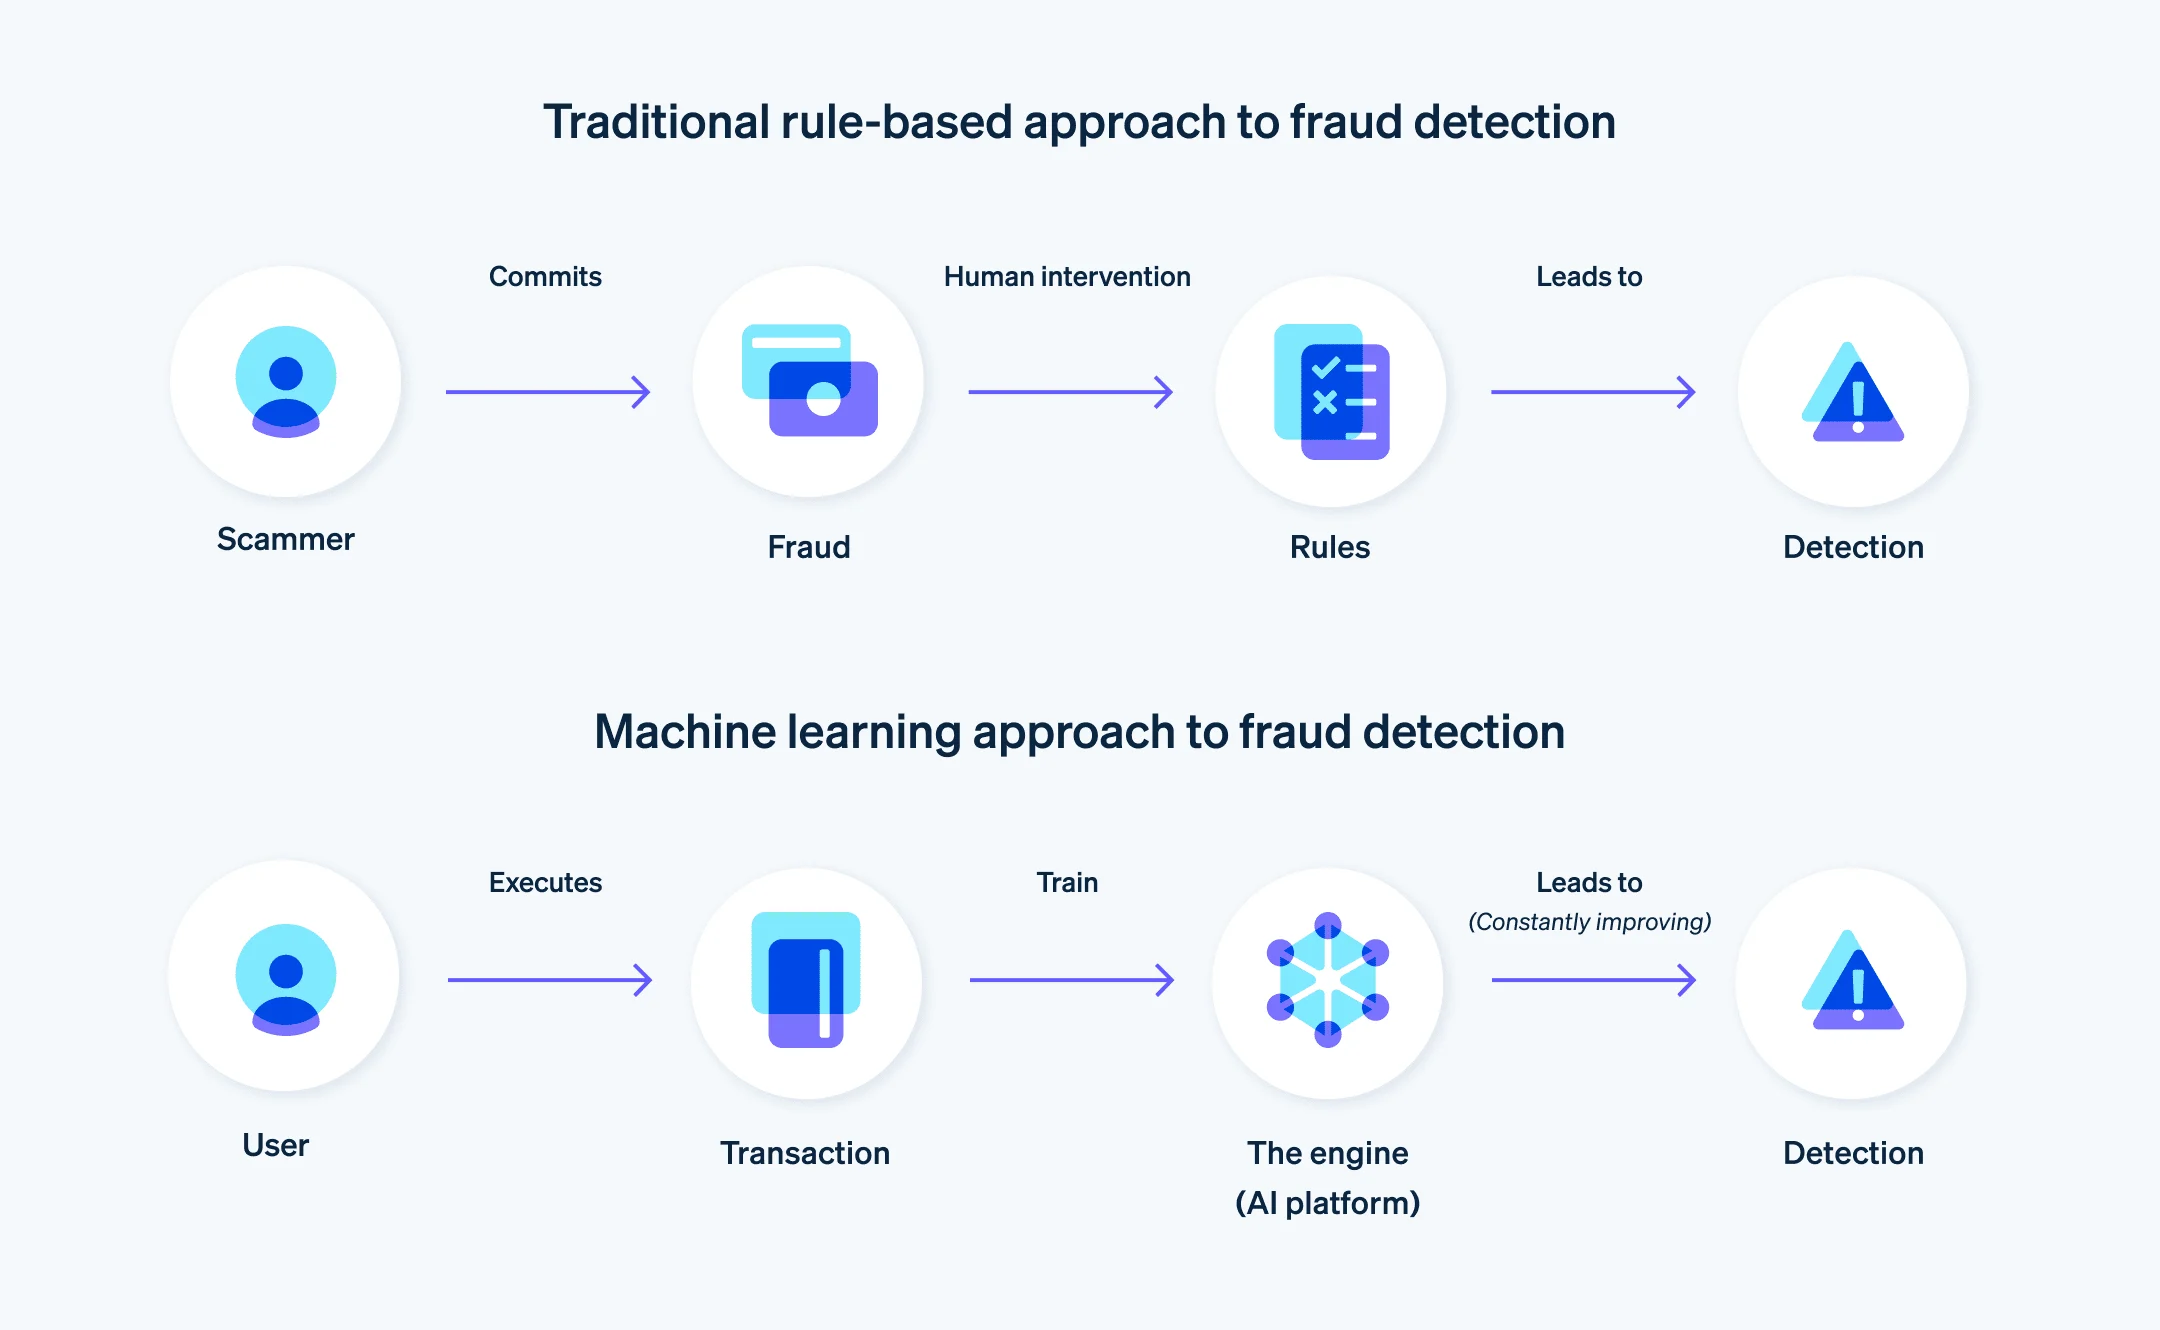 Traditional rule-based approach to fraud detection
Commits
Human intervention
Leads to
Scammer
Fraud
Rules
Detection
Machine learning approach to fraud detection
Executes
Train
Leads to
(Constantly improving)
User
Transaction
The engine
(AI platform)
Detection